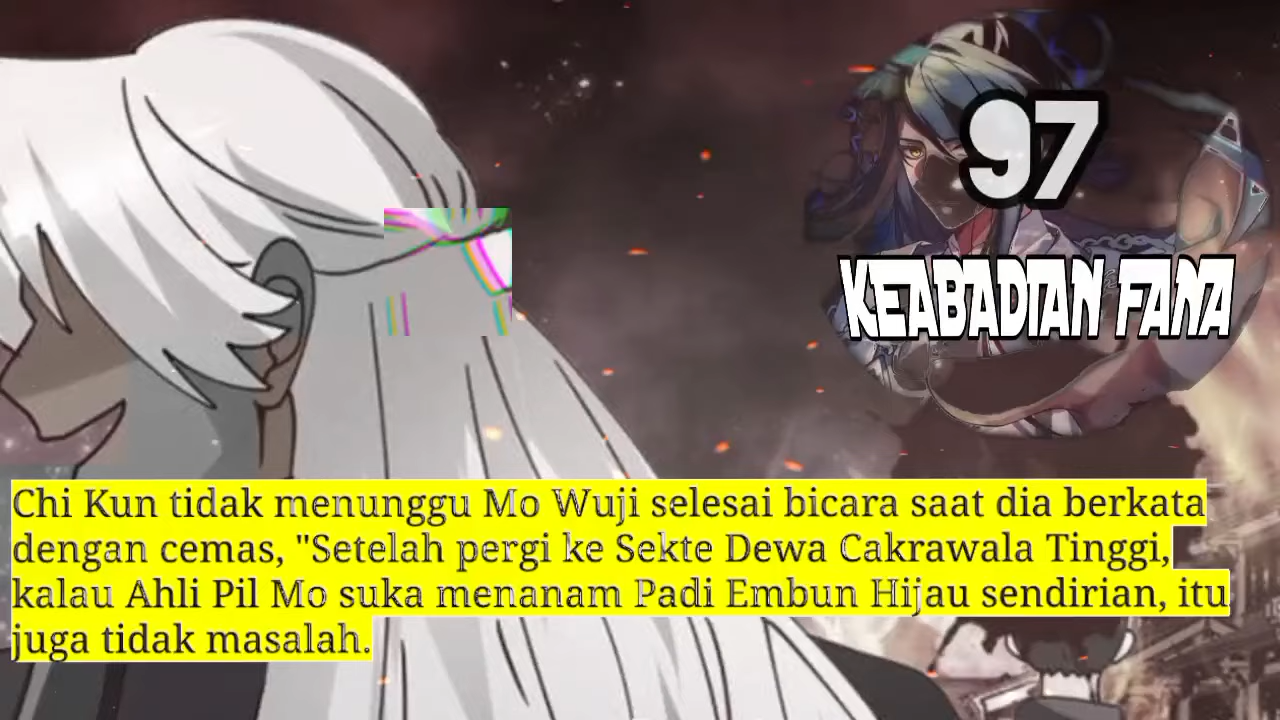 97
KEABADIAN FANA
Chi Kun tidak menunggu Mo Wuji selesai bicara saat dia berkata
dengan cemas, "Setelah pergi ke Sekte Dewa Cakrawala Tinggi,
kalau Ahli Pil Mo suka menanam Padi Embun Hijau sendirian, itu
juga tidak masalah.